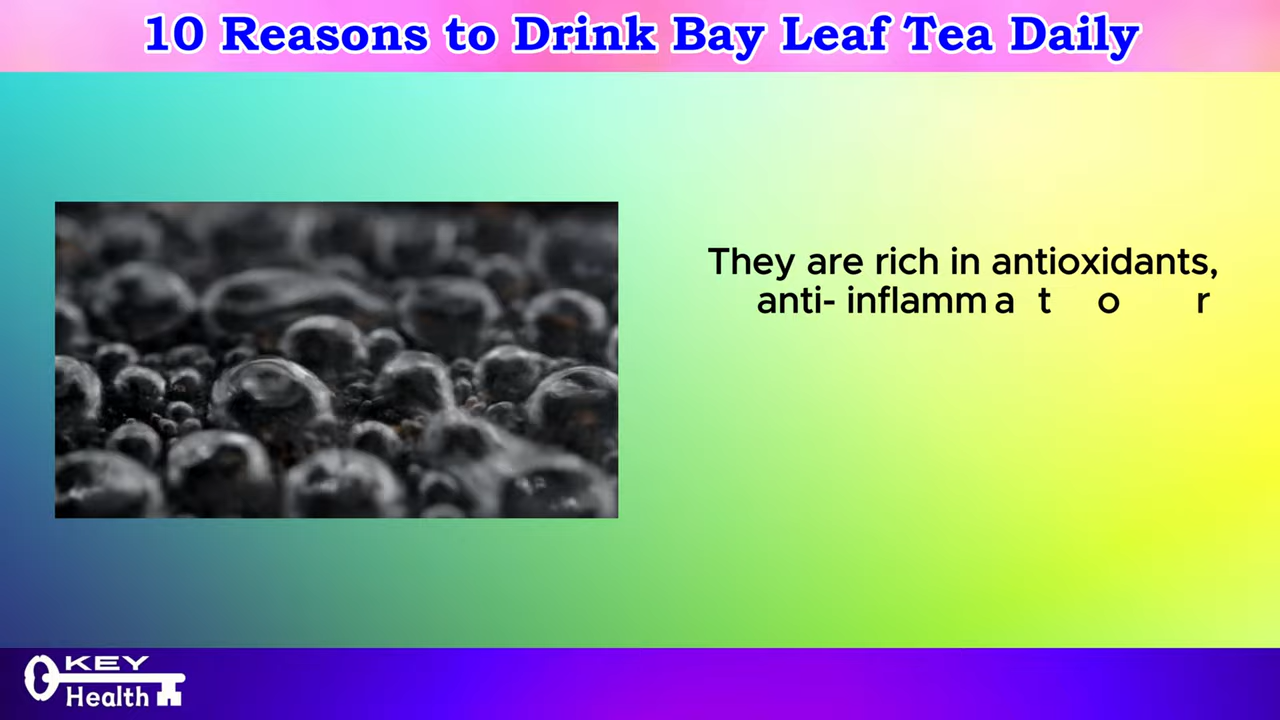 10 Reasons to Drink Bay Leaf Tea Daily
They are rich in antioxidants,
anti- inflammator
KEY
Health